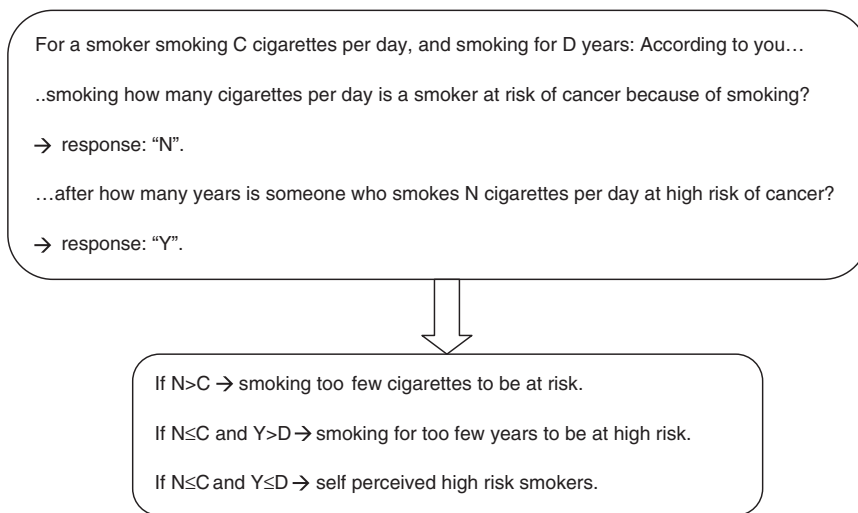 For a smoker smoking C cigarettes per day, and smoking for D years: According to you…
..smoking how many cigarettes per day is a smoker at risk of cancer because of smoking?
→ response: “N”.
…after how many years is someone who smokes N cigarettes per day at high risk of cancer?
→ response: “Y”.
If N>C → smoking too few cigarettes to be at risk.
If N≤C and Y>D → smoking for too few years to be at high risk.
If N≤C and Y≤D → self perceived high risk smokers.